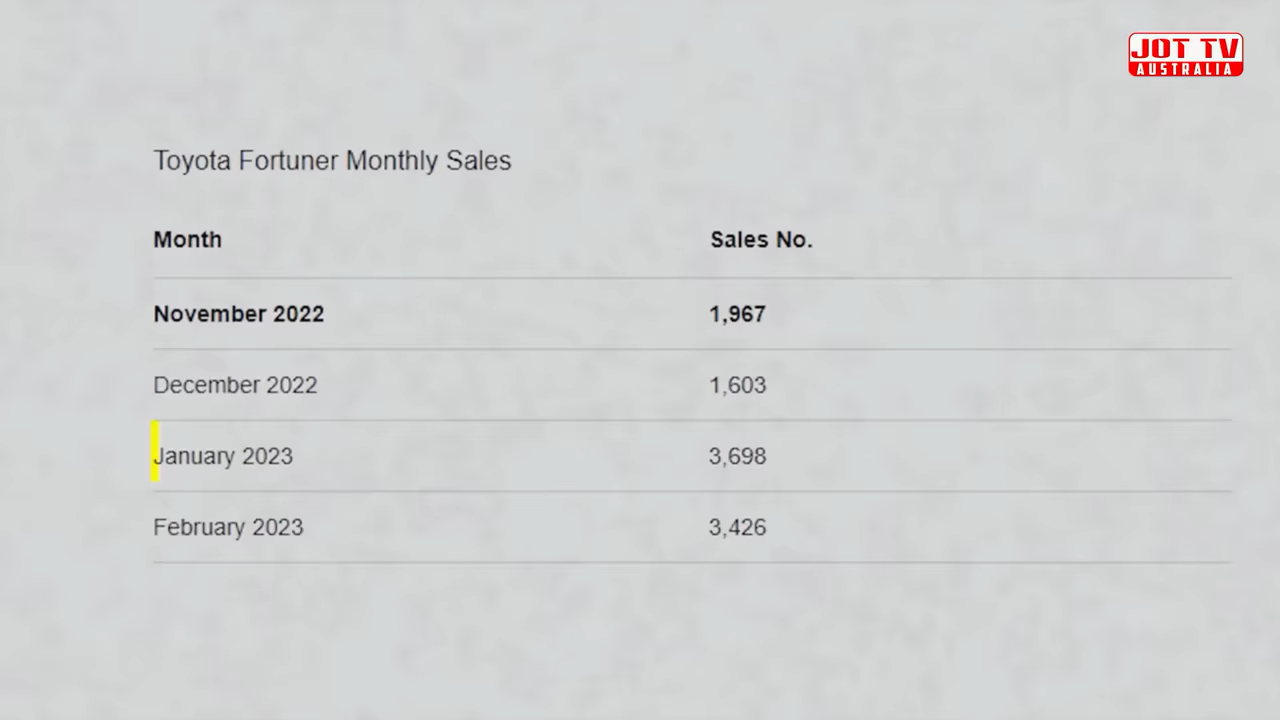 JOT TV
AUSTRALIA
Toyota Fortuner Monthly Sales
Month Sales No.
November 2022 1,967
December 2022 1,603
January 2023 3,698
February 2023 3,426